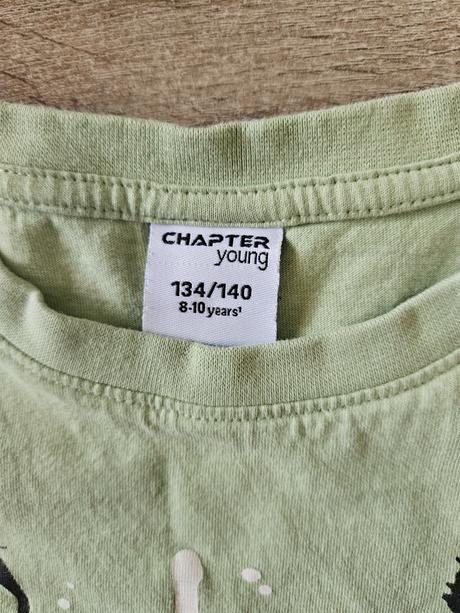 CHAPTER
young
134/140
8-10 years¹